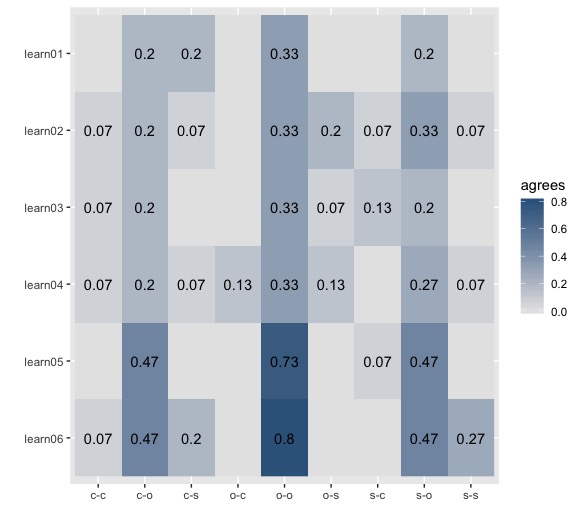 learn01 0.2 0.2 0.33 0.2
learn02 0.07 0.2 0.07 0.33 0.2 0.07 0.33 0.07
learn03 0.07 0.2 0.33 0.07 0.13 0.2
learn04 0.07 0.2 0.07 0.13 0.33 0.13 0.27 0.07
learn05 0.47 0.73 0.07 0.47
learn06 0.07 0.47 0.2 0.8 0.47 0.27
c-c c-o c-s o-c o-o o-s s-c s-o s-s
agrees
0.8
0.6
0.4
0.2
0.0